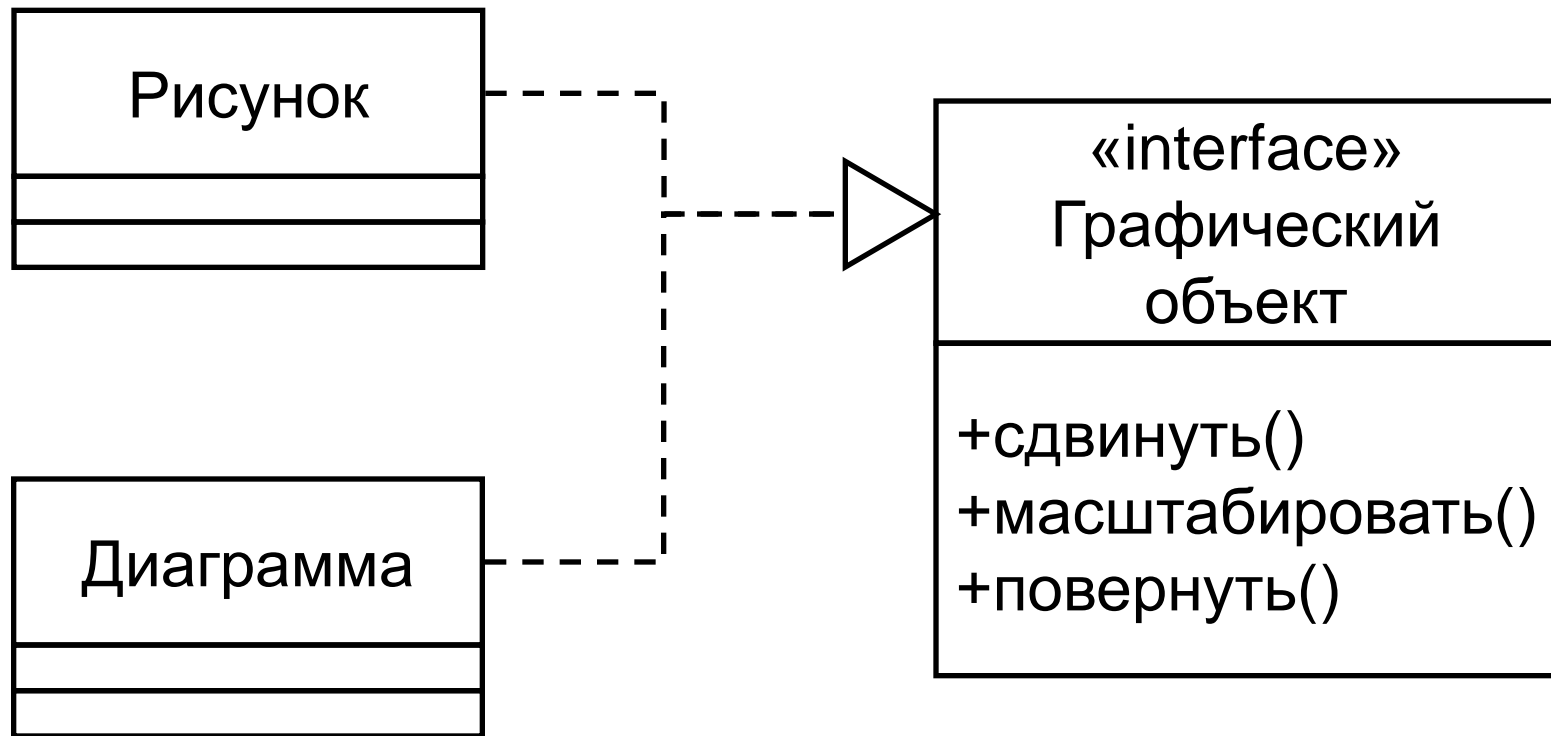 Рисунок
«interface»
Графический
объект
+сдвинуть()
+масштабировать()
+повернуть()
Диаграмма